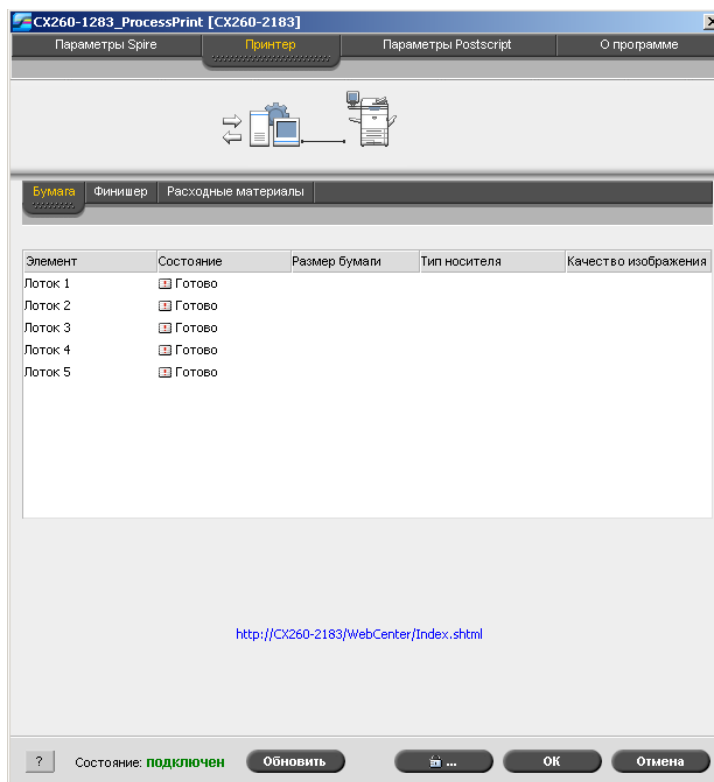 CX260-1283_ProcessPrint [CX260-2183]
Параметры Spire Принтер Параметры Postscript О программе
Бумага Финишер Расходные материалы
Элемент Состояние Размер бумаги Тип носителя Качество изображения
Лоток 1 Готово
Лоток 2 Готово
Лоток 3 Готово
Лоток 4 Готово
Лоток 5 Готово
http://CX260-2183/WebCenter/Index.shtml
? Состояние: подключен Обновить ... ОК Отмена